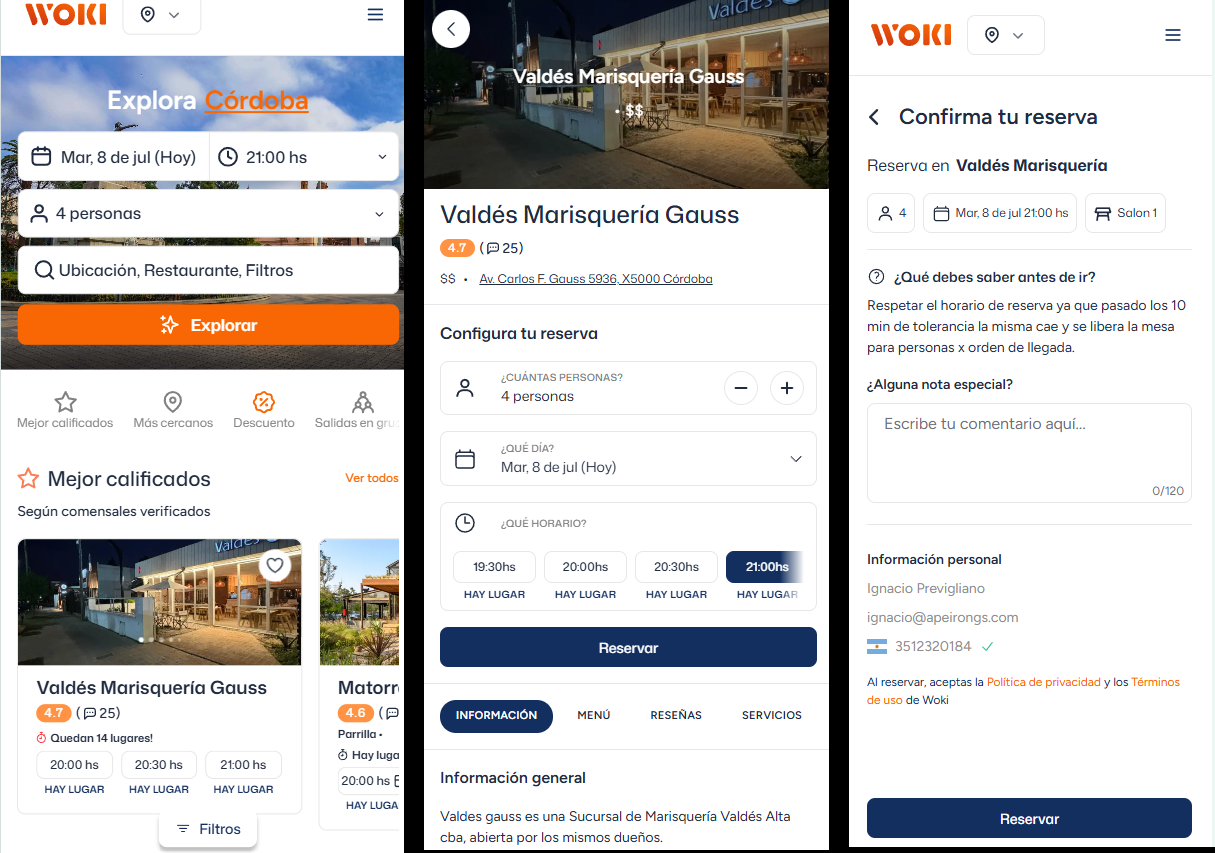 WOKI
Explora Córdoba
Mar, 8 de jul (Hoy)
21:00 hs
4 personas
Ubicación, Restaurante, Filtros
Explorar
Mejor calificados
Más cercanos
Descuento
Salidas en gru
Mejor calificados
Ver todos
Según comensales verificados
Valdés
Valdés Marisquería Gauss
4.7 (25)
Quedan 14 lugares!
20:00 hs
20:30 hs
21:00 hs
HAY LUGAR
HAY LUGAR
HAY LUGAR
Matorr
4.6 (
Parrilla •
Hay luga
20:00 hs
HAY LUGA
Filtros
Valdés
Valdés Marisquería Gauss
• $$
Valdés Marisquería Gauss
4.7 (25)
$$ • Av. Carlos F. Gauss 5936, X5000 Córdoba
Configura tu reserva
¿CUÁNTAS PERSONAS?
4 personas
¿QUÉ DÍA?
Mar, 8 de jul (Hoy)
¿QUÉ HORARIO?
19:30hs
20:00hs
20:30hs
21:00hs
HAY LUGAR
HAY LUGAR
HAY LUGAR
HAY LUGAR
Reservar
INFORMACIÓN
MENÚ
RESEÑAS
SERVICIOS
Información general
Valdes gauss es una Sucursal de Marisquería Valdés Alta
cba, abierta por los mismos dueños.
WOKI
Confirma tu reserva
Reserva en Valdés Marisquería
4
Mar, 8 de jul 21:00 hs
Salon 1
¿Qué debes saber antes de ir?
Respetar el horario de reserva ya que pasado los 10
min de tolerancia la misma cae y se libera la mesa
para personas x orden de llegada.
¿Alguna nota especial?
Escribe tu comentario aquí...
0/120
Información personal
Ignacio Previgliano
ignacio@apeirongs.com
3512320184
Al reservar, aceptas la Política de privacidad y los Términos
de uso de Woki
Reservar